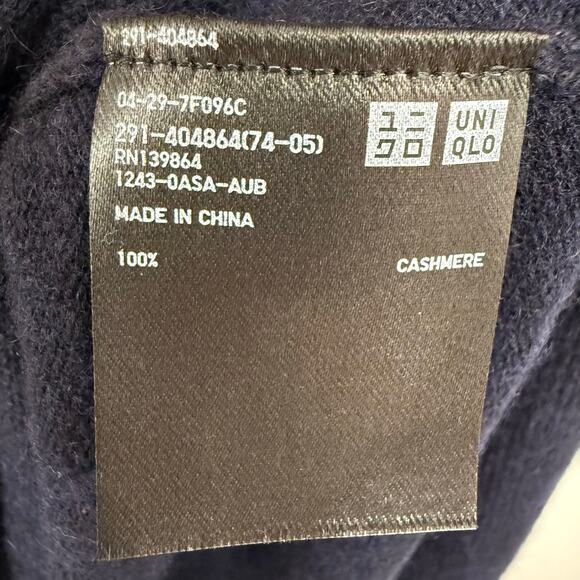 291-404864
04-29-7F096C
291-404864(74-05)
RN139864
1243-0ASA-AUB
MADE IN CHINA
100% CASHMERE
ユニ
クロ
UNI
QLO